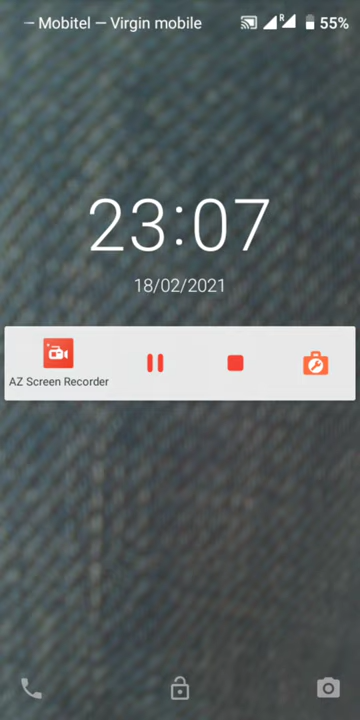 — Mobitel — Virgin mobile R 55%
23:07
18/02/2021
AZ Screen Recorder